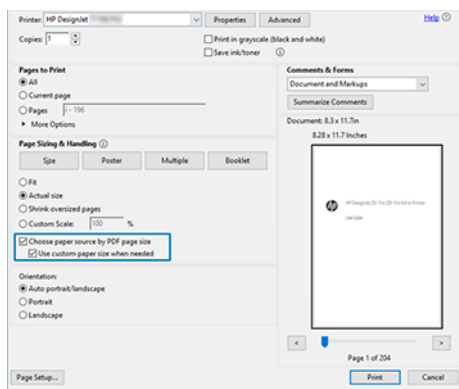 Printer: HP DesignJet Properties Advanced Help
Copies: 1 Print in grayscale (black and white)
Save ink/toner
Pages to Print
All
Current page
Pages 1 - 196
More Options
Page Sizing & Handling
Size Poster Multiple Booklet
Fit
Actual size
Shrink oversized pages
Custom Scale: 100 %
Choose paper source by PDF page size
Use custom paper size when needed
Orientation:
Auto portrait/landscape
Portrait
Landscape
Comments & Forms
Document and Markups
Summarize Comments
Document: 8.3 x 11.7in
8.28 x 11.7 Inches
hp
User Guide
< >
Page 1 of 204
Page Setup... Print Cancel